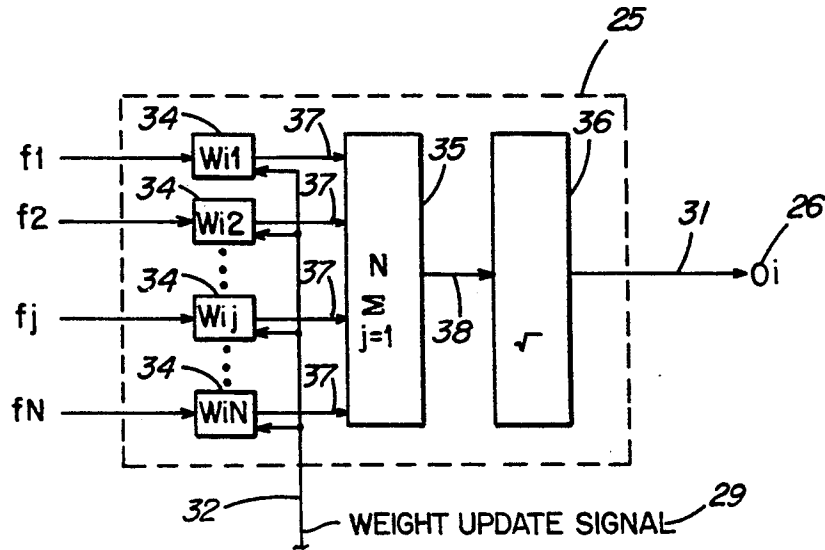 25
34
37
36
f1
Wi1
35
34
37
f2
Wi2
31
26
34
37
N
Oi
fj
Wij
Σ
38
j=1
√
34
37
fN
WiN
32
WEIGHT UPDATE SIGNAL 29